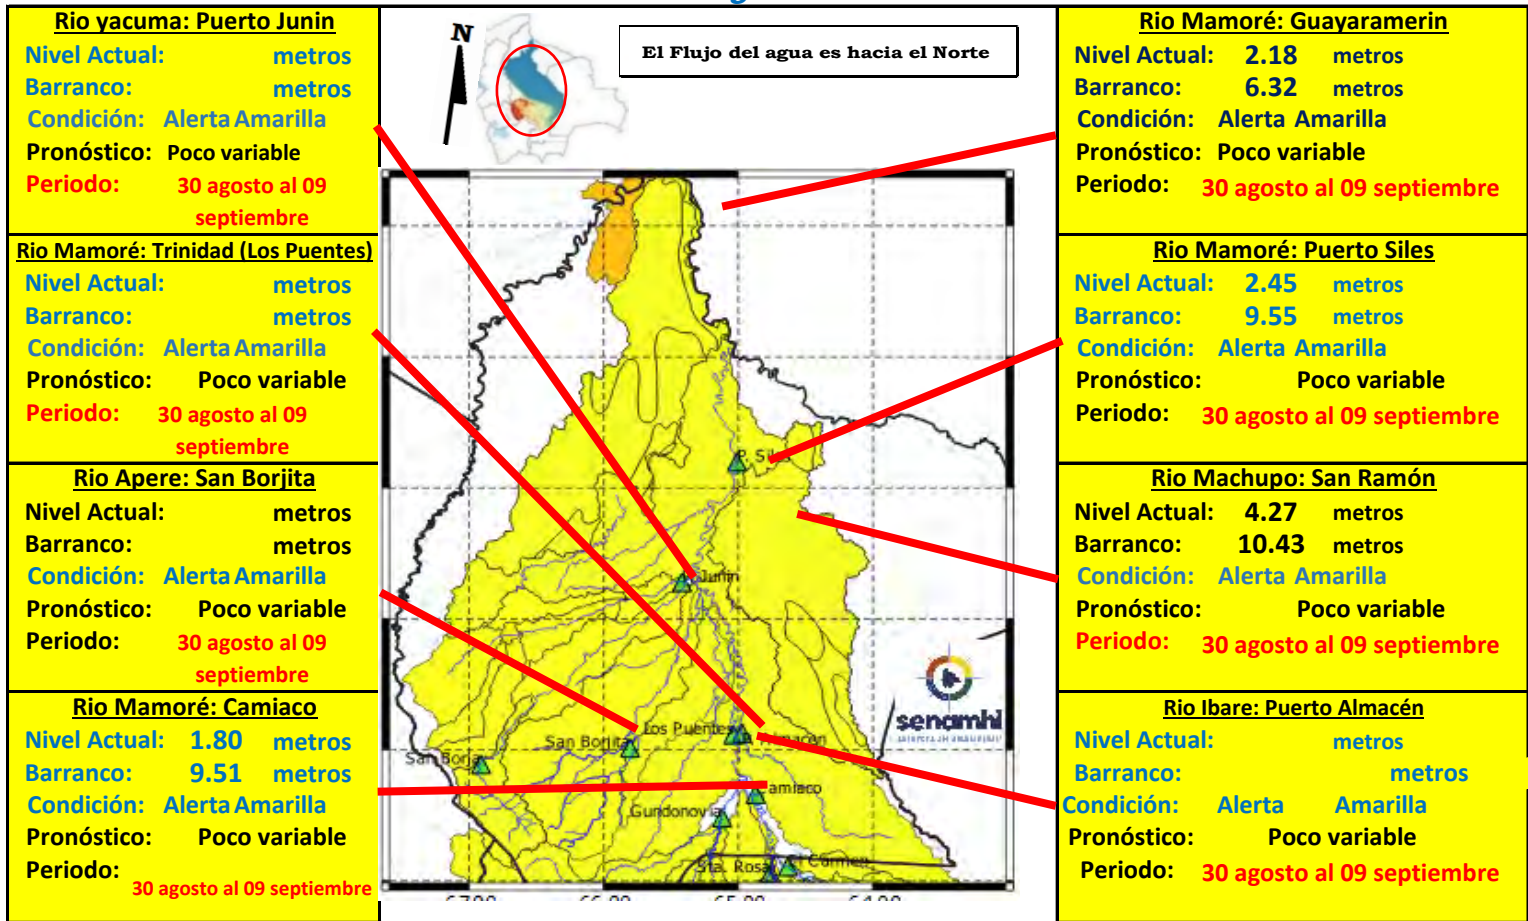 Rio yacuma: Puerto Junin
Nivel Actual: metros
Barranco: metros
Condición: Alerta Amarilla
Pronóstico: Poco variable
Periodo: 30 agosto al 09
septiembre
Rio Mamoré: Trinidad (Los Puentes)
Nivel Actual: metros
Barranco: metros
Condición: Alerta Amarilla
Pronóstico: Poco variable
Periodo: 30 agosto al 09
septiembre
Rio Apere: San Borjita
Nivel Actual: metros
Barranco: metros
Condición: Alerta Amarilla
Pronóstico: Poco variable
Periodo: 30 agosto al 09
septiembre
Rio Mamoré: Camiaco
Nivel Actual: 1.80 metros
Barranco: 9.51 metros
Condición: Alerta Amarilla
Pronóstico: Poco variable
Periodo:
30 agosto al 09 septiembre
N
El Flujo del agua es hacia el Norte
P. Siles
Junin
Los Puentes
San Borjita
P. Almacén
San Borja
Camiaco
Gundonovia
Sta. Rosa
El Carmen
senamhi
Rio Mamoré: Guayaramerin
Nivel Actual: 2.18 metros
Barranco: 6.32 metros
Condición: Alerta Amarilla
Pronóstico: Poco variable
Periodo: 30 agosto al 09 septiembre
Rio Mamoré: Puerto Siles
Nivel Actual: 2.45 metros
Barranco: 9.55 metros
Condición: Alerta Amarilla
Pronóstico: Poco variable
Periodo: 30 agosto al 09 septiembre
Rio Machupo: San Ramón
Nivel Actual: 4.27 metros
Barranco: 10.43 metros
Condición: Alerta Amarilla
Pronóstico: Poco variable
Periodo: 30 agosto al 09 septiembre
Rio Ibare: Puerto Almacén
Nivel Actual: metros
Barranco: metros
Condición: Alerta Amarilla
Pronóstico: Poco variable
Periodo: 30 agosto al 09 septiembre